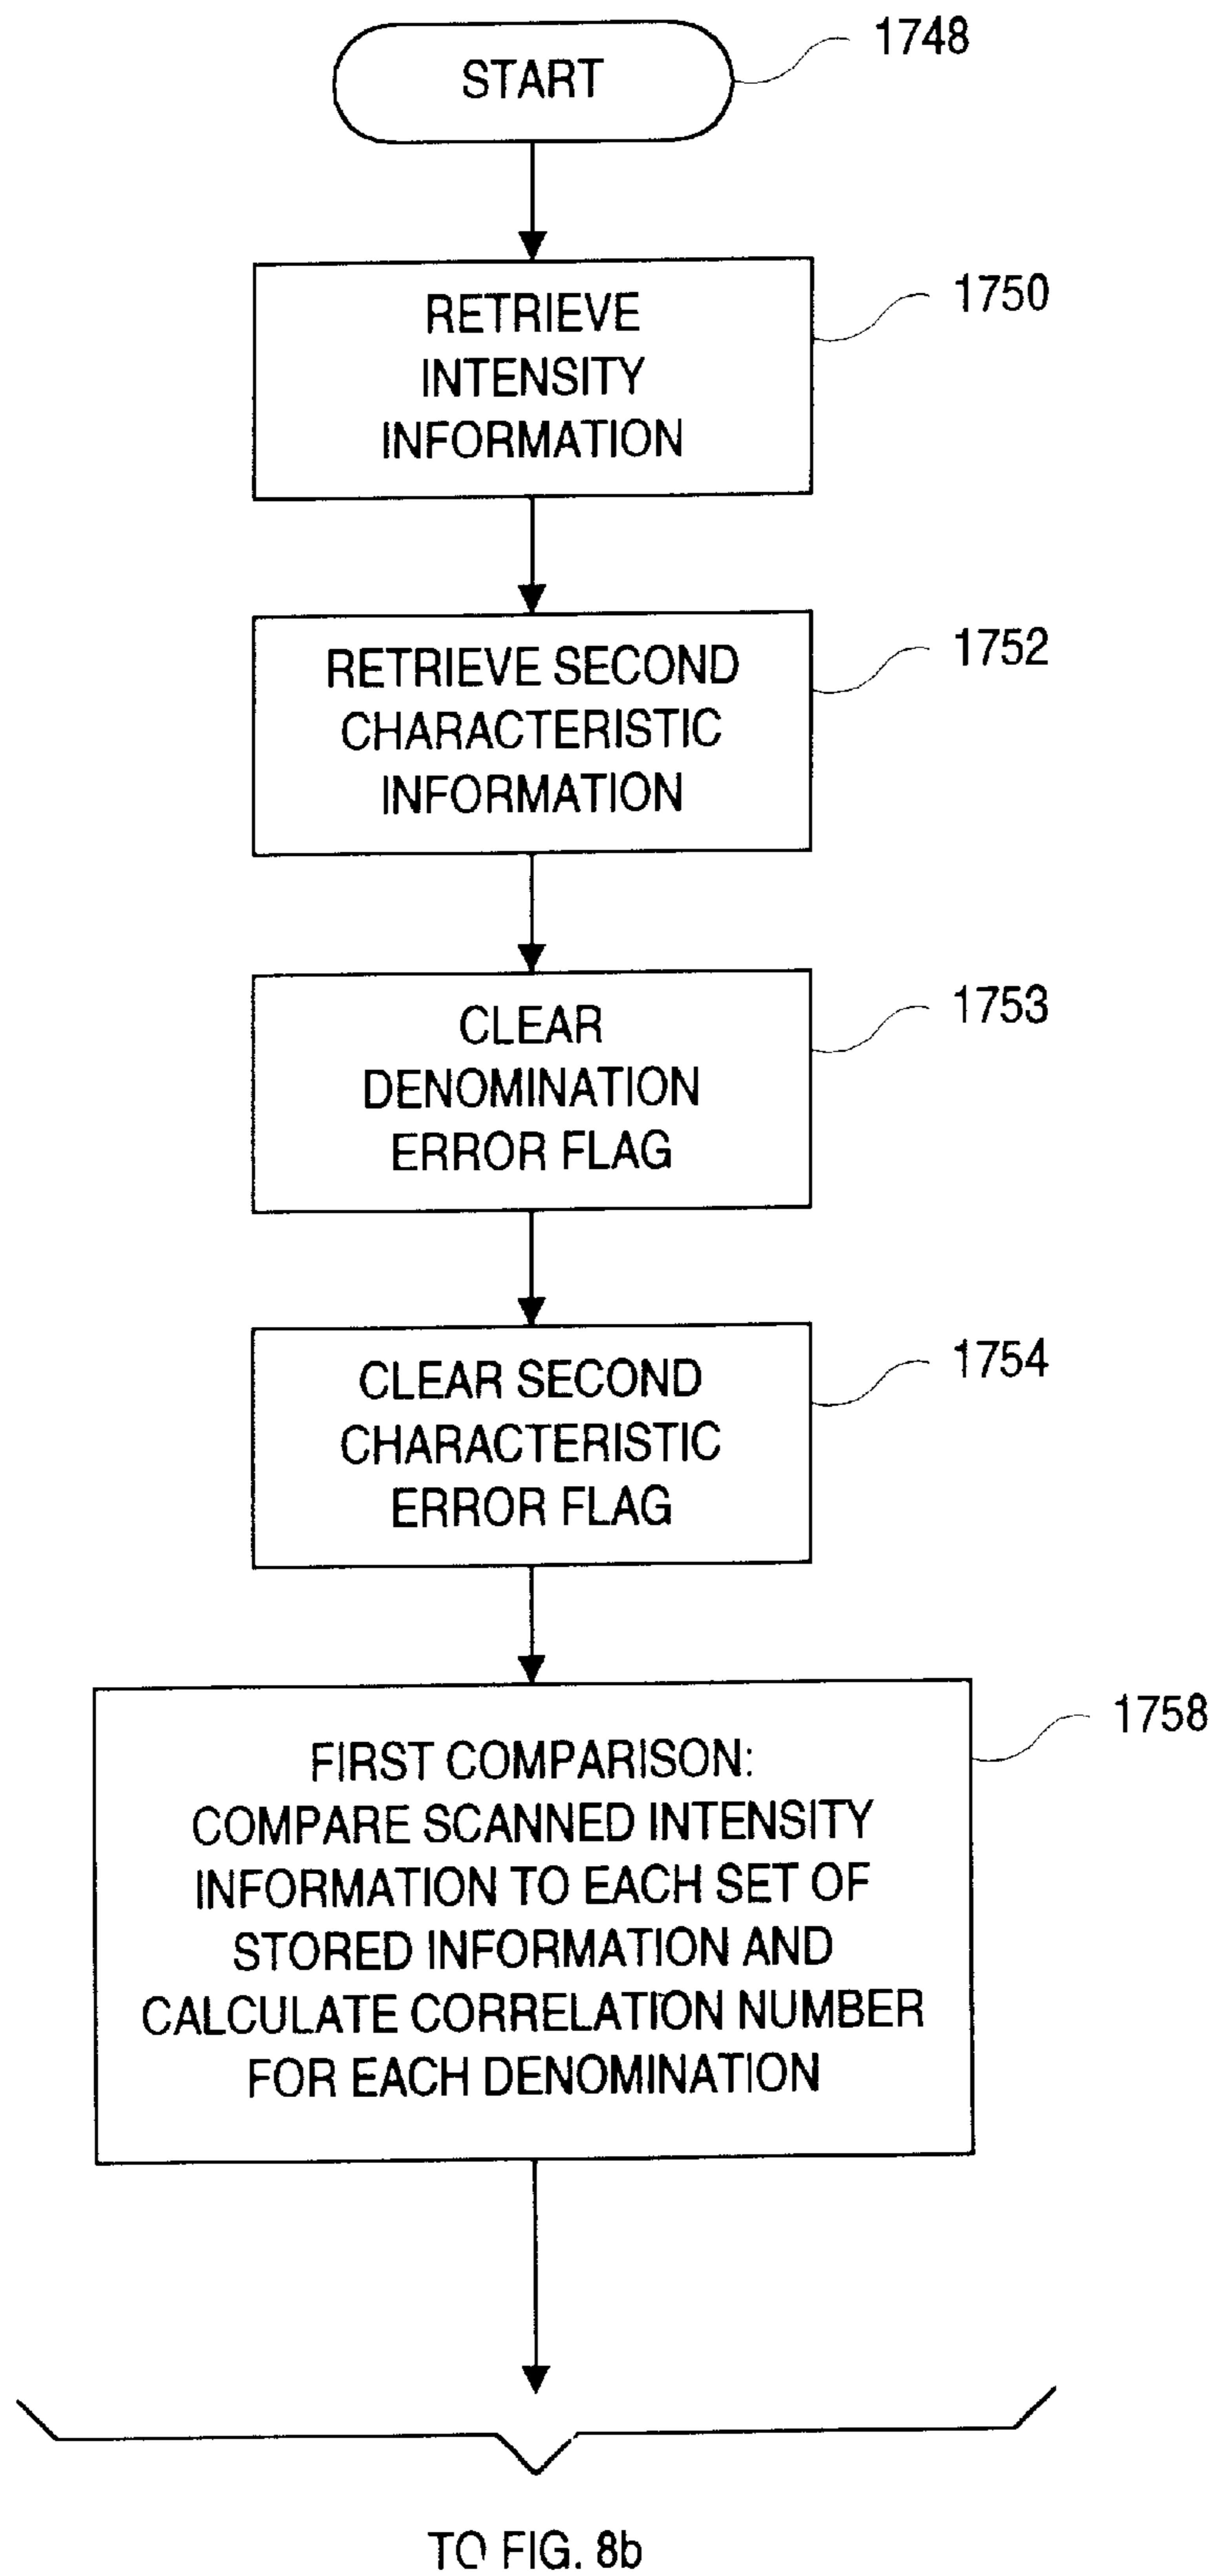 START
1748
RETRIEVE
INTENSITY
INFORMATION
1750
RETRIEVE SECOND
CHARACTERISTIC
INFORMATION
1752
CLEAR
DENOMINATION
ERROR FLAG
1753
CLEAR SECOND
CHARACTERISTIC
ERROR FLAG
1754
FIRST COMPARISON:
COMPARE SCANNED INTENSITY
INFORMATION TO EACH SET OF
STORED INFORMATION AND
CALCULATE CORRELATION NUMBER
FOR EACH DENOMINATION
1758
TO FIG. 8b